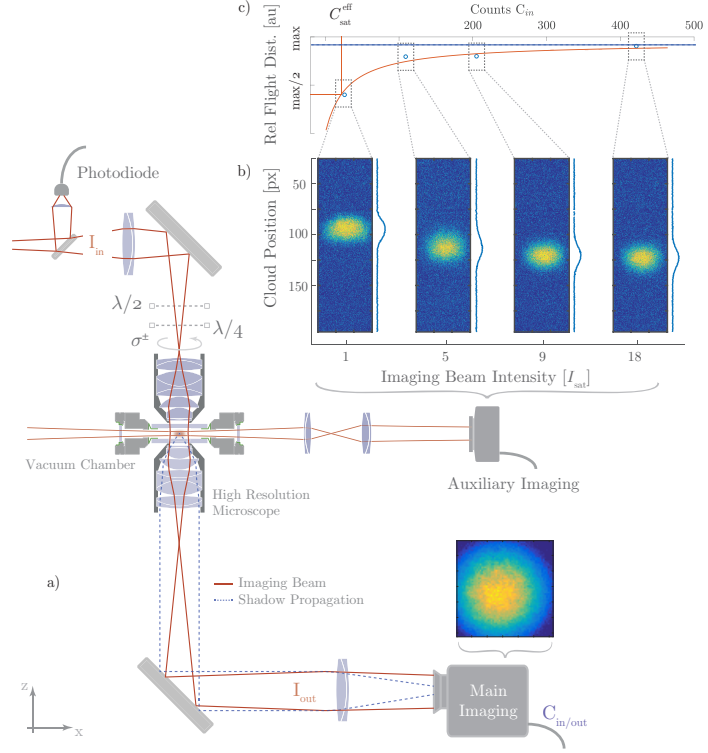 c)
C_sat^eff
Counts C_in
200
400
500
Rel Flight Dist. [au]
max
max/2
b)
Cloud Position [px]
50
100
150
1
5
9
18
Imaging Beam Intensity [I_sat]
Photodiode
I_in
λ/2
λ/4
σ±
Vacuum Chamber
High Resolution
Microscope
Auxiliary Imaging
a)
Imaging Beam
Shadow Propagation
I_out
Main
Imaging
C_in/out
z
x